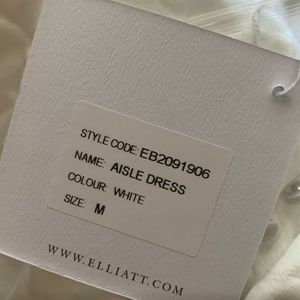 STYLE CODE: EB2091906
NAME: AISLE DRESS
COLOUR: WHITE
SIZE: M
WWW.ELLIATT.COM